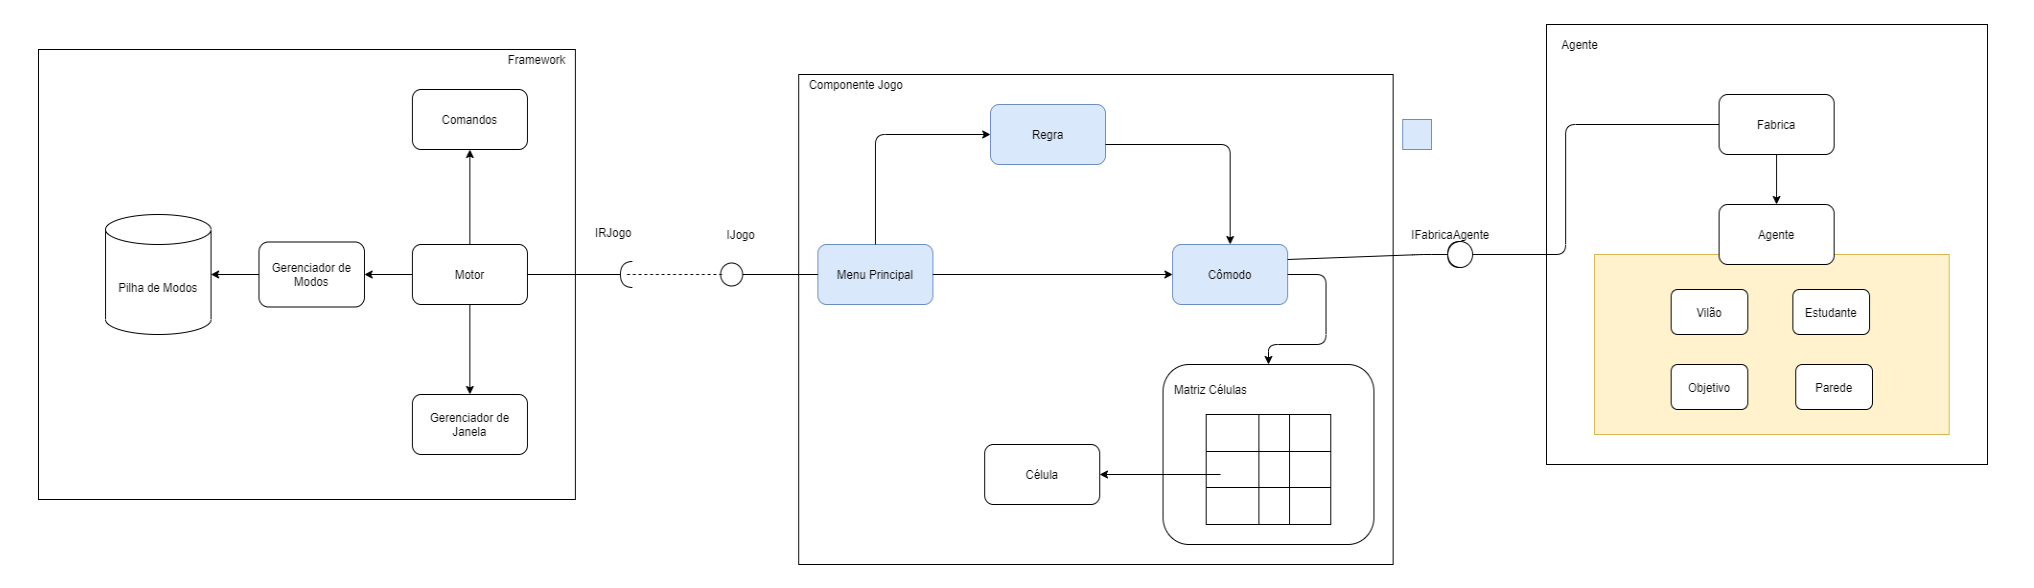 Framework
Comandos
Pilha de Modos
Gerenciador de
Modos
Motor
Gerenciador de
Janela
IRJogo
IJogo
Componente Jogo
Regra
Menu Principal
Cômodo
Matriz Células
Célula
IFabricaAgente
Agente
Fabrica
Agente
Vilão
Estudante
Objetivo
Parede